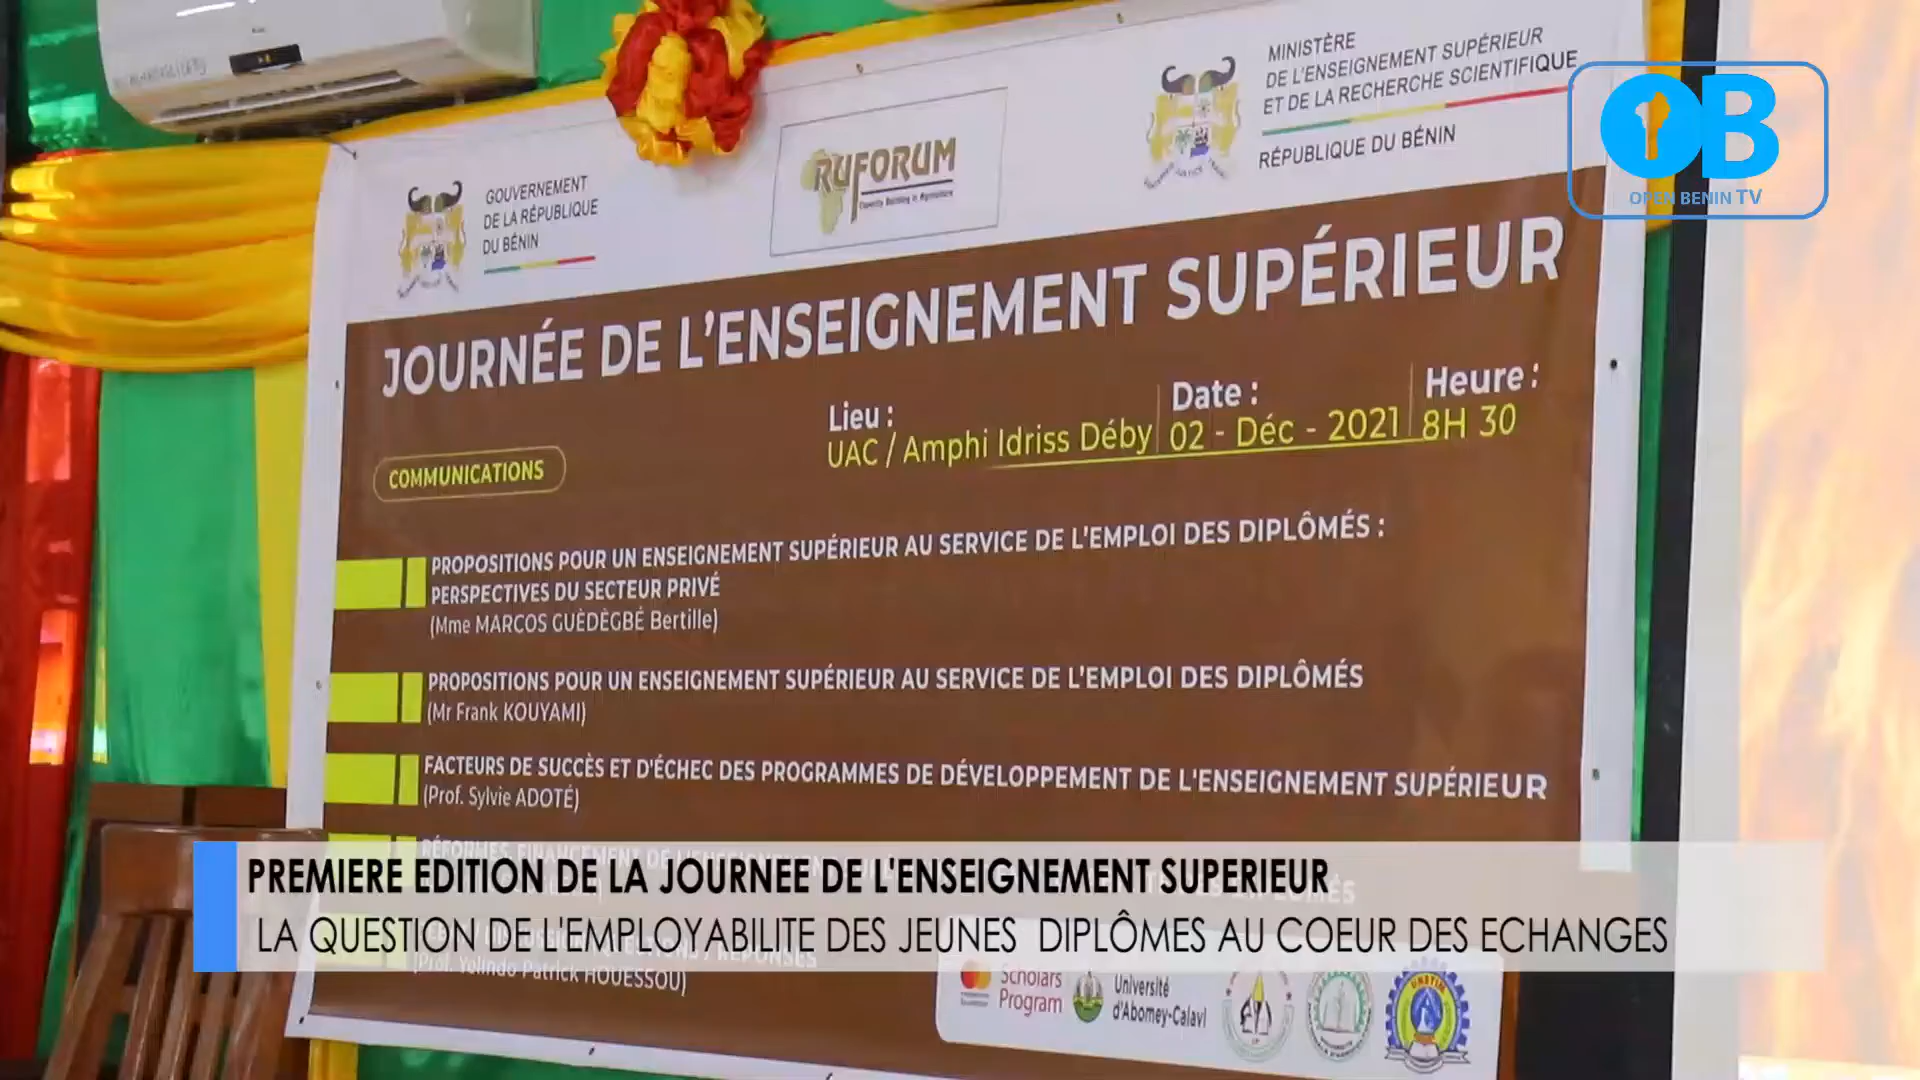 GOUVERNEMENT
DE LA RÉPUBLIQUE
DU BÉNIN
RUFORUM
MINISTÈRE
DE L'ENSEIGNEMENT SUPÉRIEUR
ET DE LA RECHERCHE SCIENTIFIQUE
RÉPUBLIQUE DU BÉNIN
OB
OPEN BENIN TV
JOURNÉE DE L'ENSEIGNEMENT SUPÉRIEUR
Lieu :
UAC / Amphi Idriss Déby
Date :
02 - Déc - 2021
Heure :
8H 30
COMMUNICATIONS
PROPOSITIONS POUR UN ENSEIGNEMENT SUPÉRIEUR AU SERVICE DE L'EMPLOI DES DIPLÔMÉS :
PERSPECTIVES DU SECTEUR PRIVÉ
(Mme MARCOS GUÈDÈGBÉ Bertille)
PROPOSITIONS POUR UN ENSEIGNEMENT SUPÉRIEUR AU SERVICE DE L'EMPLOI DES DIPLÔMÉS
(Mr Frank KOUYAMI)
FACTEURS DE SUCCÈS ET D'ÉCHEC DES PROGRAMMES DE DÉVELOPPEMENT DE L'ENSEIGNEMENT SUPÉRIEUR
(Prof. Sylvie ADOTÉ)
PREMIERE EDITION DE LA JOURNEE DE L'ENSEIGNEMENT SUPERIEUR
LA QUESTION DE L'EMPLOYABILITE DES JEUNES DIPLÔMES AU COEUR DES ECHANGES
(Prof. Yelindo Patrick HOUESSOU)
Scholars
Program
Université
d'Abomey-Calavi